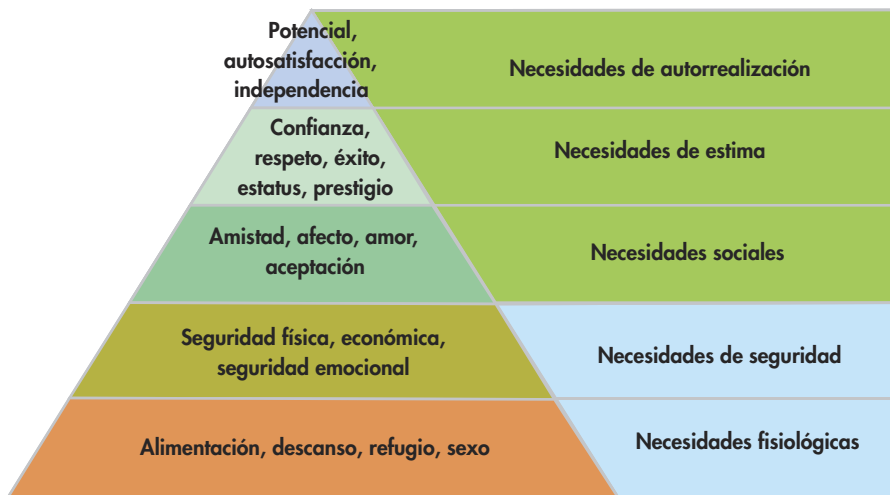 Potencial,
autosatisfacción,
independencia
Necesidades de autorrealización
Confianza,
respeto, éxito,
estatus, prestigio
Necesidades de estima
Amistad, afecto, amor,
aceptación
Necesidades sociales
Seguridad física, económica,
seguridad emocional
Necesidades de seguridad
Alimentación, descanso, refugio, sexo
Necesidades fisiológicas